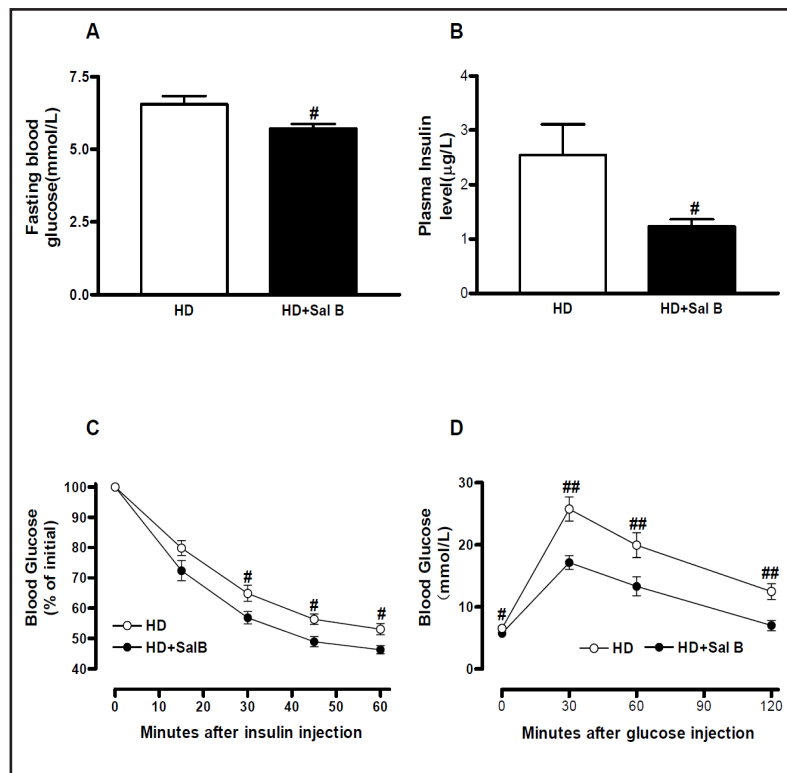 A
Fasting blood
glucose(mmol/L)
7.5
5.0
2.5
0.0
#
HD
HD+Sal B
B
Plasma Insulin
level(μg/L)
4
3
2
1
0
#
HD
HD+Sal B
C
Blood Glucose
(% of initial)
100
90
80
70
60
50
40
#
#
#
HD
HD+SalB
0
10
20
30
40
50
60
Minutes after insulin injection
D
Blood Glucose
(mmol/L)
30
20
10
0
#
##
##
##
HD
HD+Sal B
0
30
60
90
120
Minutes after glucose injection